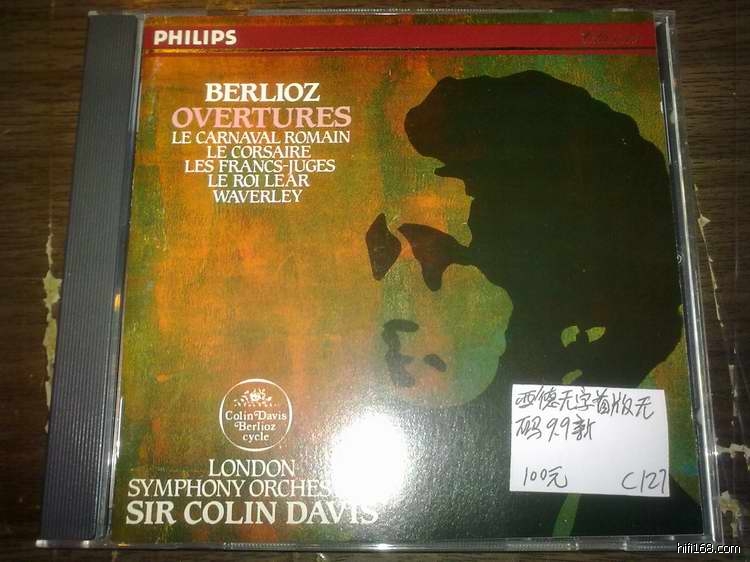 PHILIPS
BERLIOZ
OVERTURES
LE CARNAVAL ROMAIN
LE CORSAIRE
LES FRANCS-JUGES
LE ROI LEAR
WAVERLEY
Colin Davis
Berlioz
cycle
LONDON
SYMPHONY ORCHES
SIR COLIN DAVIS
西德无字首版无
码 9.9新
100元 C127
hifi168.com